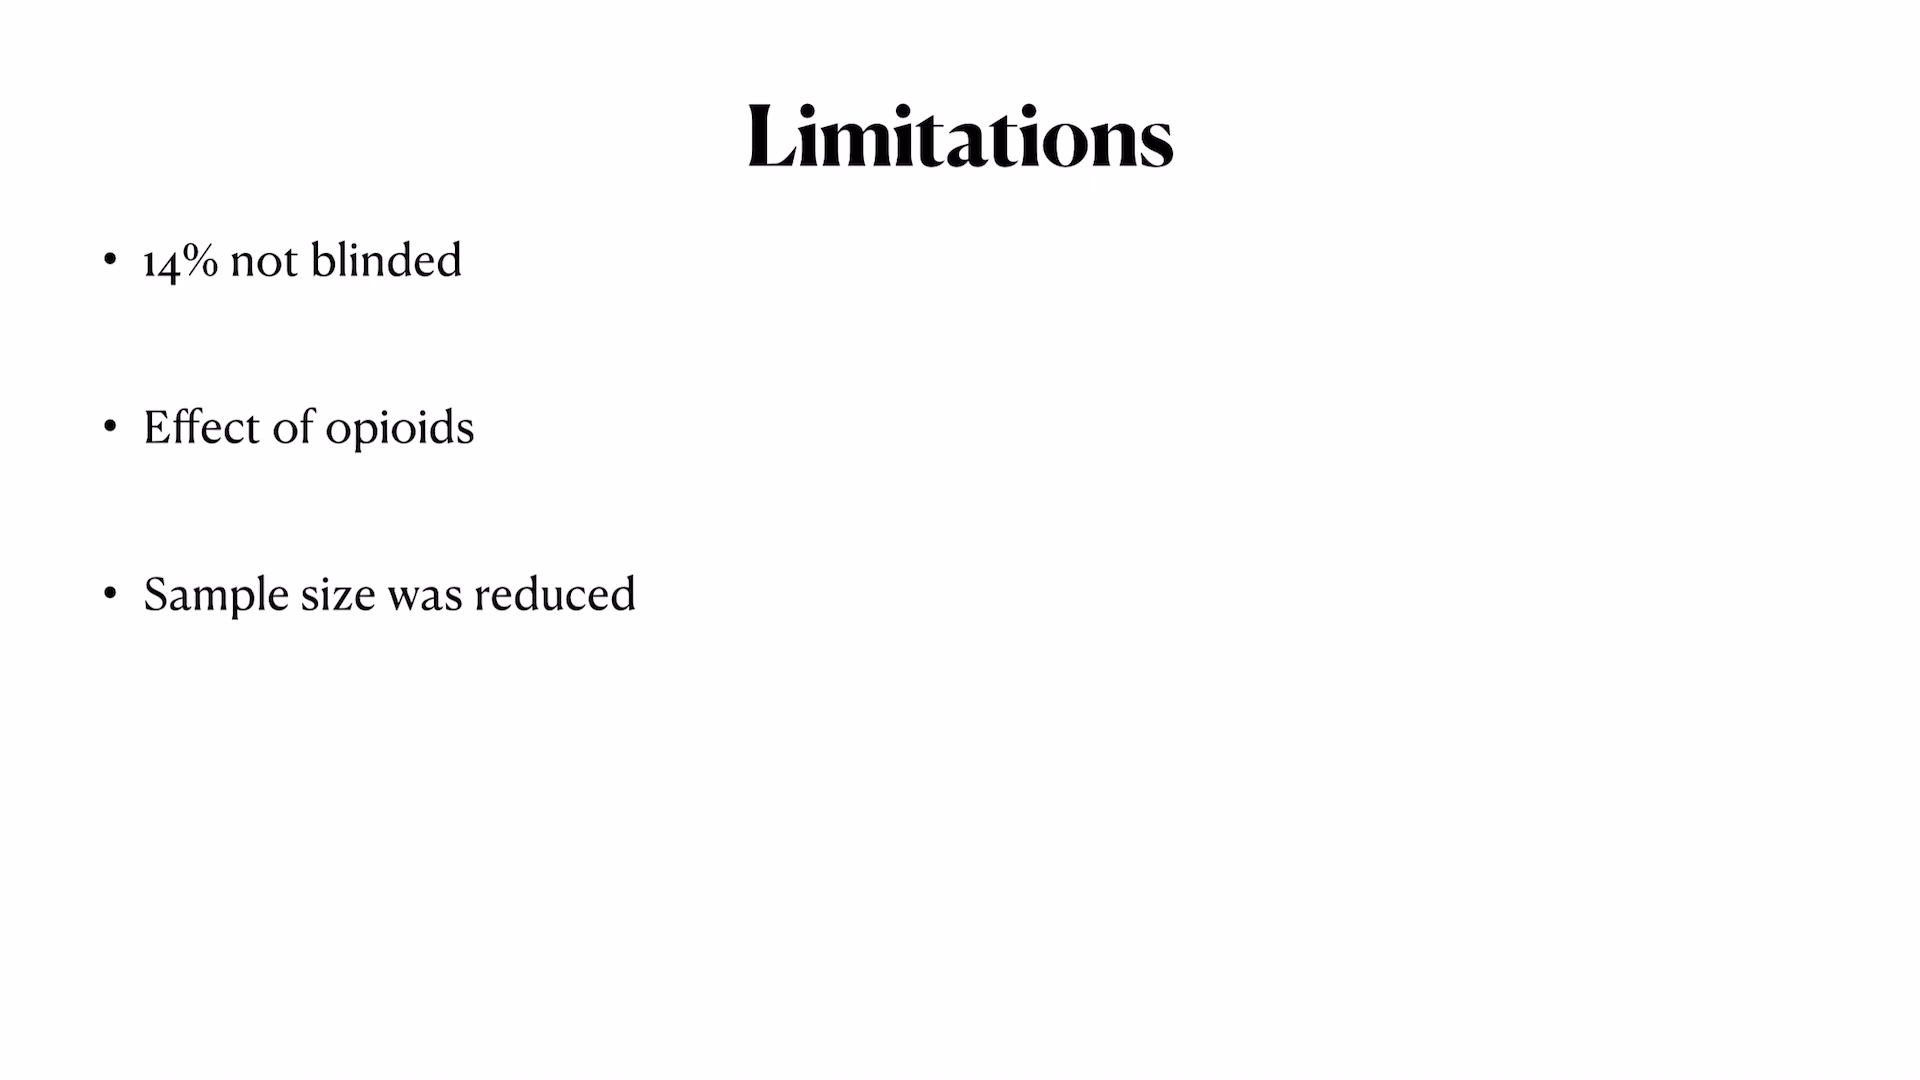 Limitations
• 14% not blinded
• Effect of opioids
• Sample size was reduced